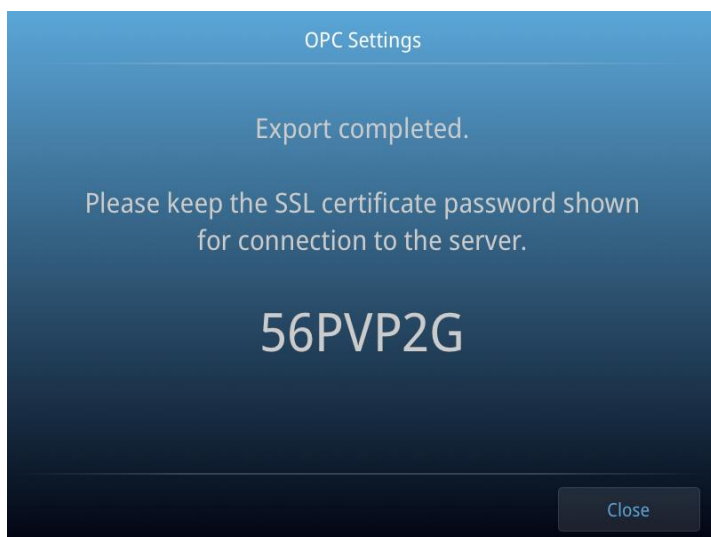 OPC Settings
Export completed.
Please keep the SSL certificate password shown
for connection to the server.
56PVP2G
Close